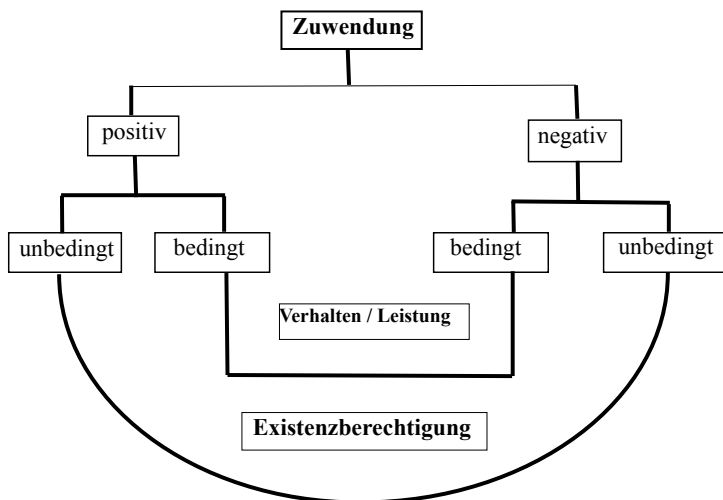 Zuwendung
positiv
negativ
unbedingt
bedingt
bedingt
unbedingt
Verhalten / Leistung
Existenzberechtigung